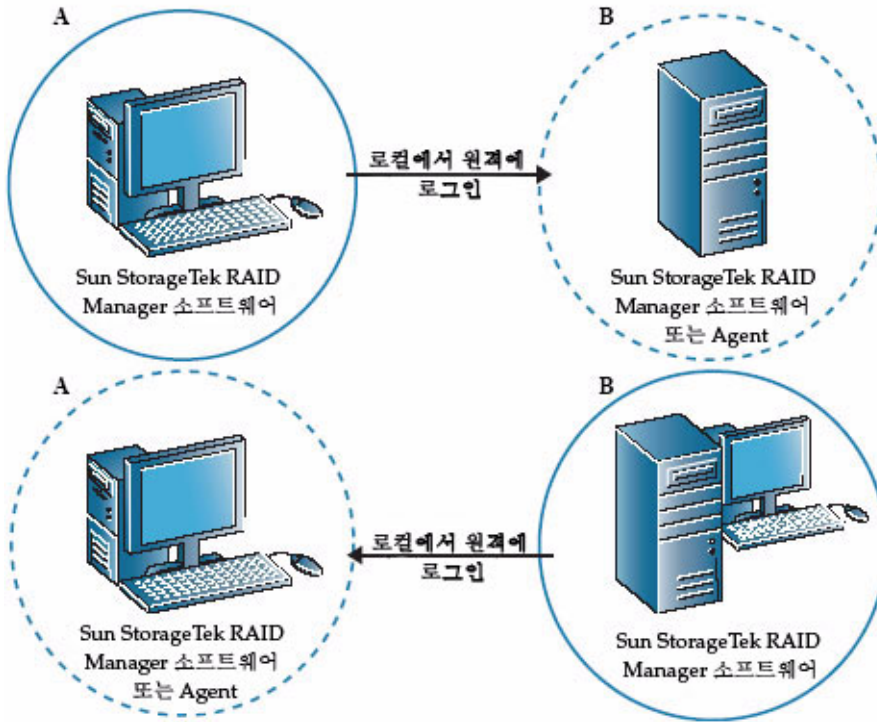 A
B
로컬에서 원격에
로그인
Sun StorageTek RAID
Manager 소프트웨어
Sun StorageTek RAID
Manager 소프트웨어
또는 Agent
A
B
로컬에서 원격에
로그인
Sun StorageTek RAID
Manager 소프트웨어
또는 Agent
Sun StorageTek RAID
Manager 소프트웨어